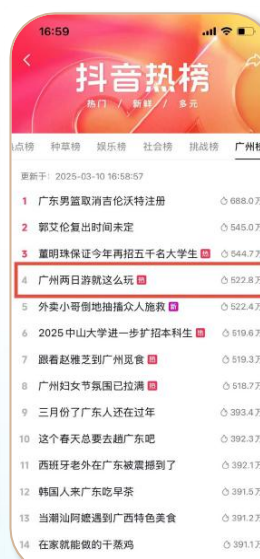 16:59
抖音热榜
热门 / 新鲜 / 多元
点榜 种草榜 娱乐榜 社会榜 挑战榜 广州榜
更新于：2025-03-10 16:58:57
1 广东男篮取消吉伦沃特注册 688.0万
2 郭艾伦复出时间未定 545.0万
3 董明珠保证今年再招五千名大学生 热 544.7万
4 广州两日游就这么玩 热 522.8万
5 外卖小哥倒地抽搐众人施救 新 522.4万
6 2025中山大学进一步扩招本科生 热 519.6万
7 跟着赵雅芝到广州觅食 热 519.3万
8 广州妇女节氛围已拉满 热 518.7万
9 三月份了广东人还在过年 393.4万
10 这个春天总要去趟广东吧 392.3万
11 西班牙老外在广东被震撼到了 392.1万
12 韩国人来广东吃早茶 391.5万
13 当潮汕阿嬷遇到广西特色美食 391.2万
14 在家就能做的干蒸鸡 391.1万